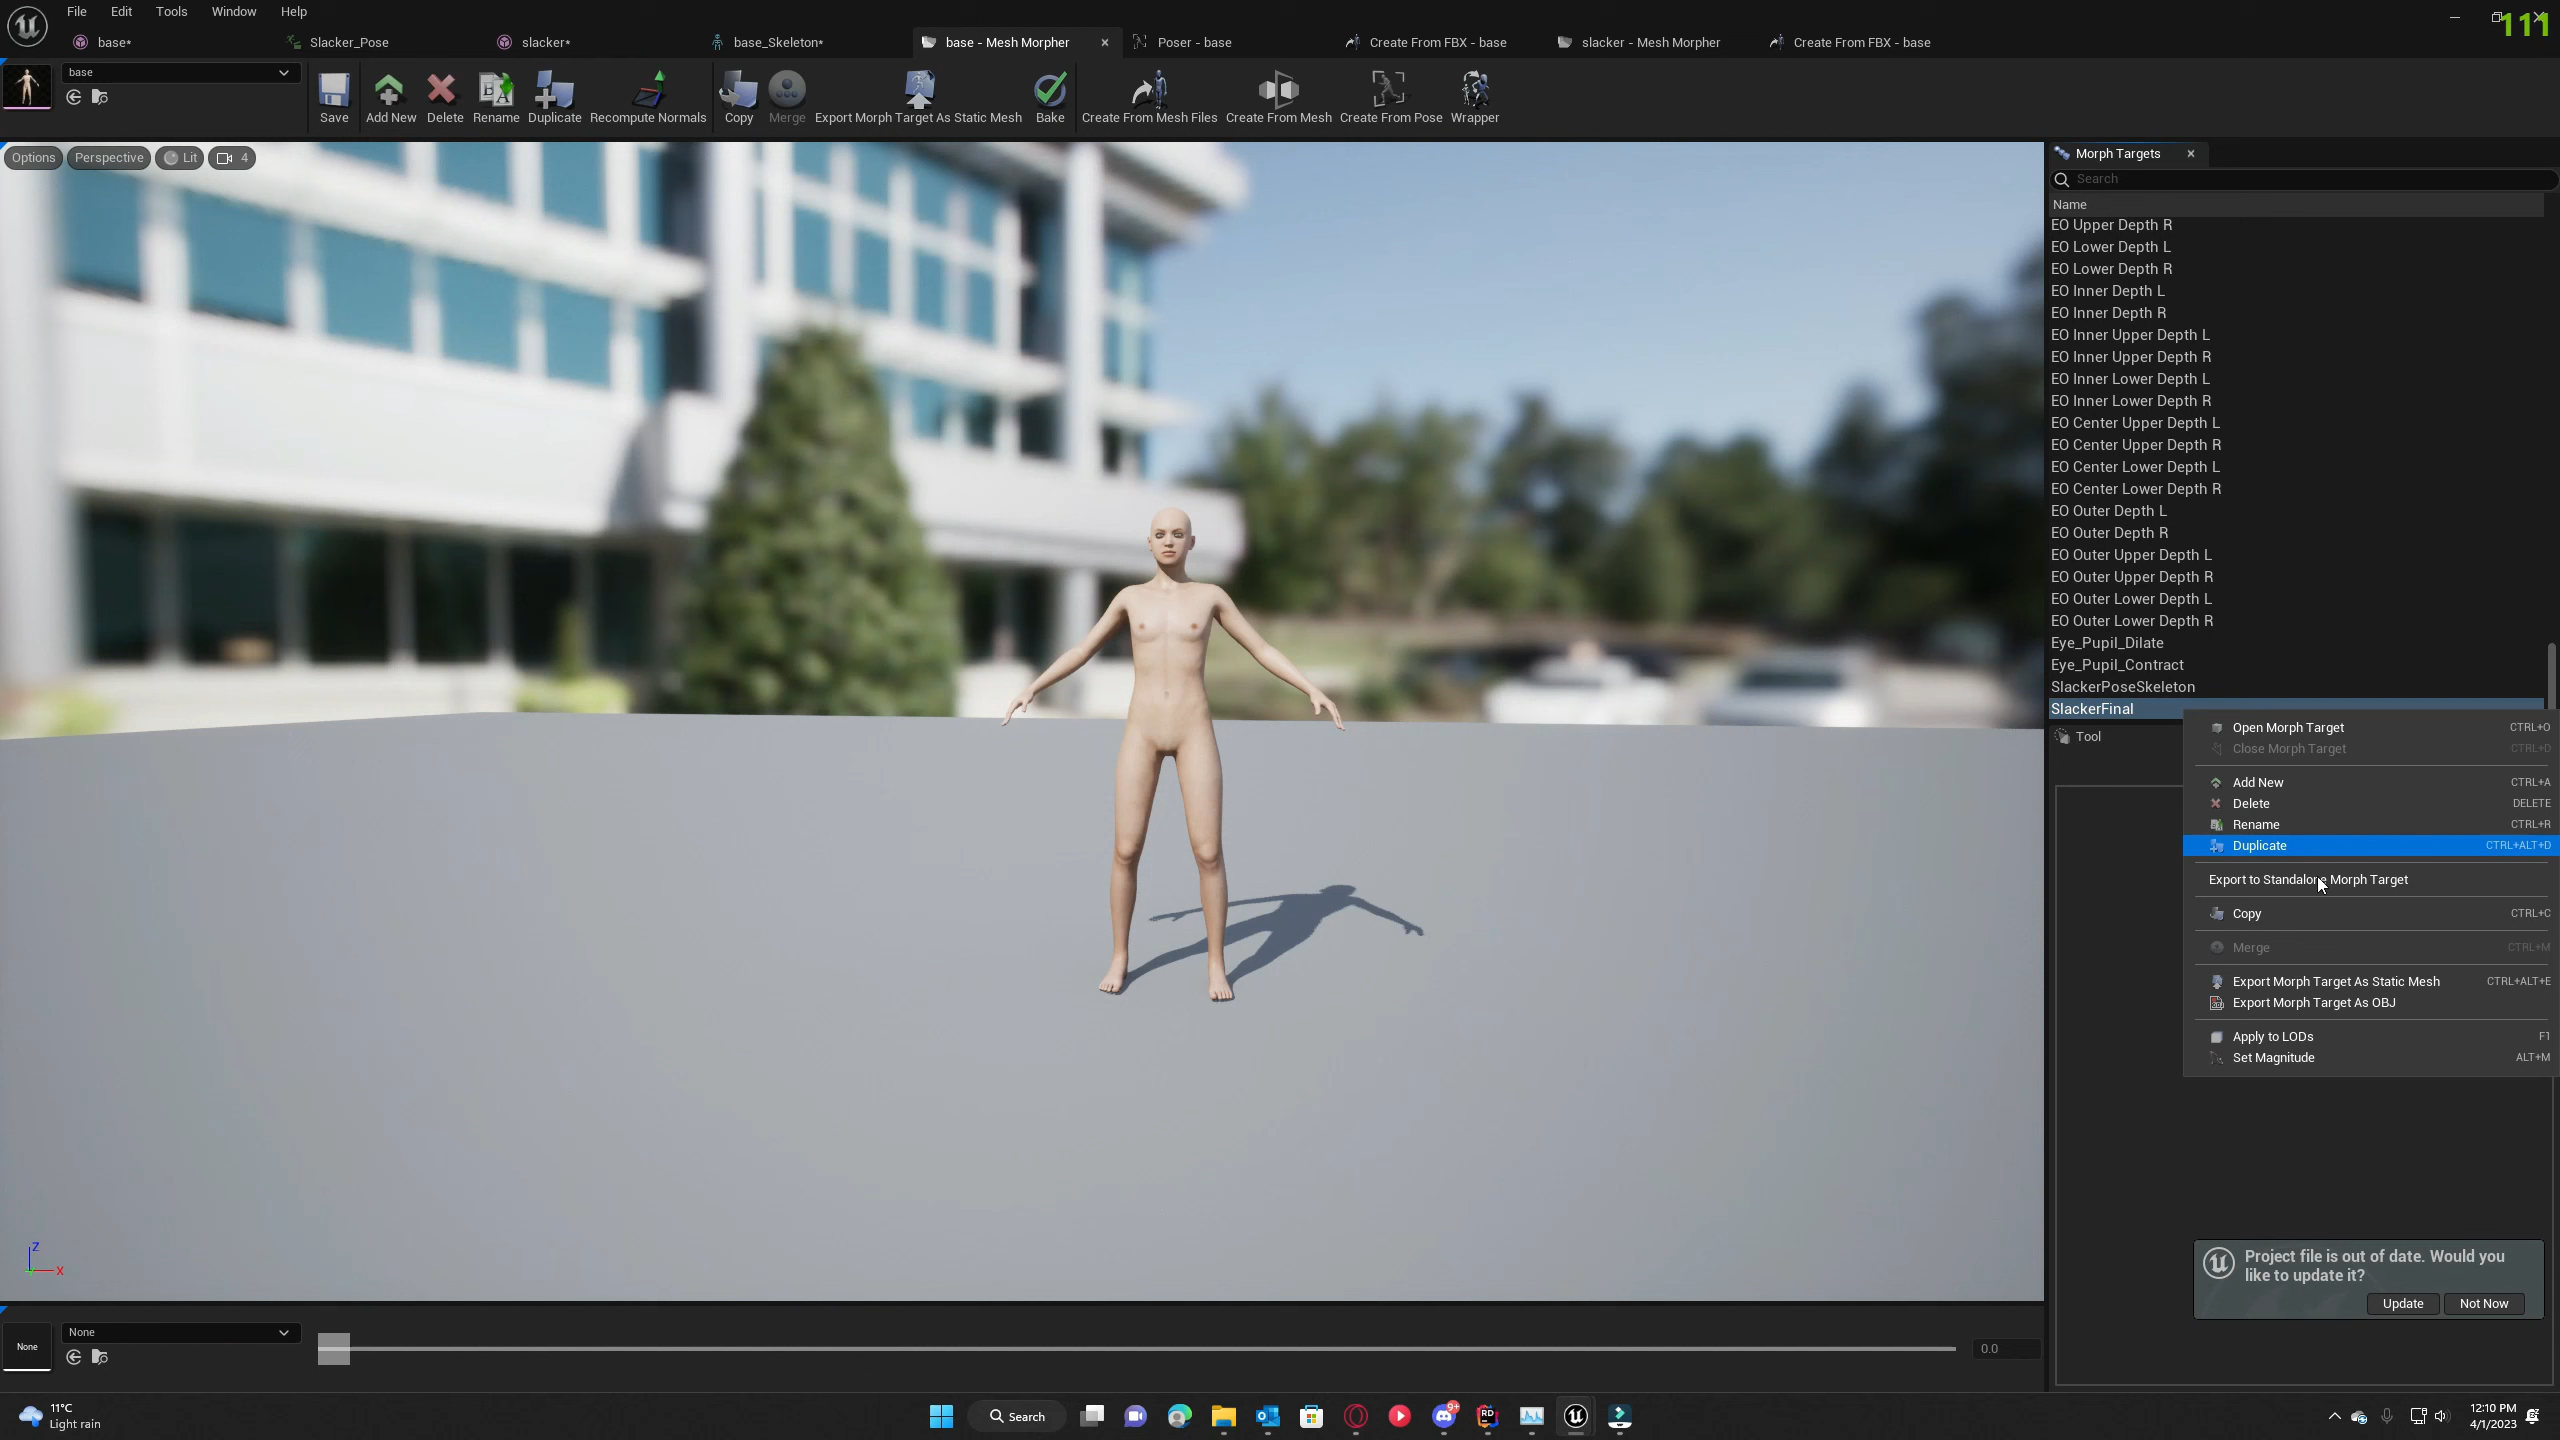 File Edit Tools Window Help
111
base* Slacker_Pose slacker* base_Skeleton* base - Mesh Morpher Poser - base Create From FBX - base slacker - Mesh Morpher Create From FBX - base
base
Save Add New Delete Rename Duplicate Recompute Normals Copy Merge Export Morph Target As Static Mesh Bake Create From Mesh Files Create From Mesh Create From Pose Wrapper
Options Perspective Lit 4
Morph Targets
Search
Name
EO Upper Depth R
EO Lower Depth L
EO Lower Depth R
EO Inner Depth L
EO Inner Depth R
EO Inner Upper Depth L
EO Inner Upper Depth R
EO Inner Lower Depth L
EO Inner Lower Depth R
EO Center Upper Depth L
EO Center Upper Depth R
EO Center Lower Depth L
EO Center Lower Depth R
EO Outer Depth L
EO Outer Depth R
EO Outer Upper Depth L
EO Outer Upper Depth R
EO Outer Lower Depth L
EO Outer Lower Depth R
Eye_Pupil_Dilate
Eye_Pupil_Contract
SlackerPoseSkeleton
SlackerFinal
Tool
Open Morph Target CTRL+O
Close Morph Target CTRL+D
Add New CTRL+A
Delete DELETE
Rename CTRL+R
Duplicate CTRL+ALT+D
Export to Standalone Morph Target
Copy CTRL+C
Merge CTRL+M
Export Morph Target As Static Mesh CTRL+ALT+E
Export Morph Target As OBJ
Apply to LODs F1
Set Magnitude ALT+M
Project file is out of date. Would you
like to update it?
Update Not Now
Z
X
None
None
0.0
11°C
Light rain
Search
9+
RD
12:10 PM
4/1/2023